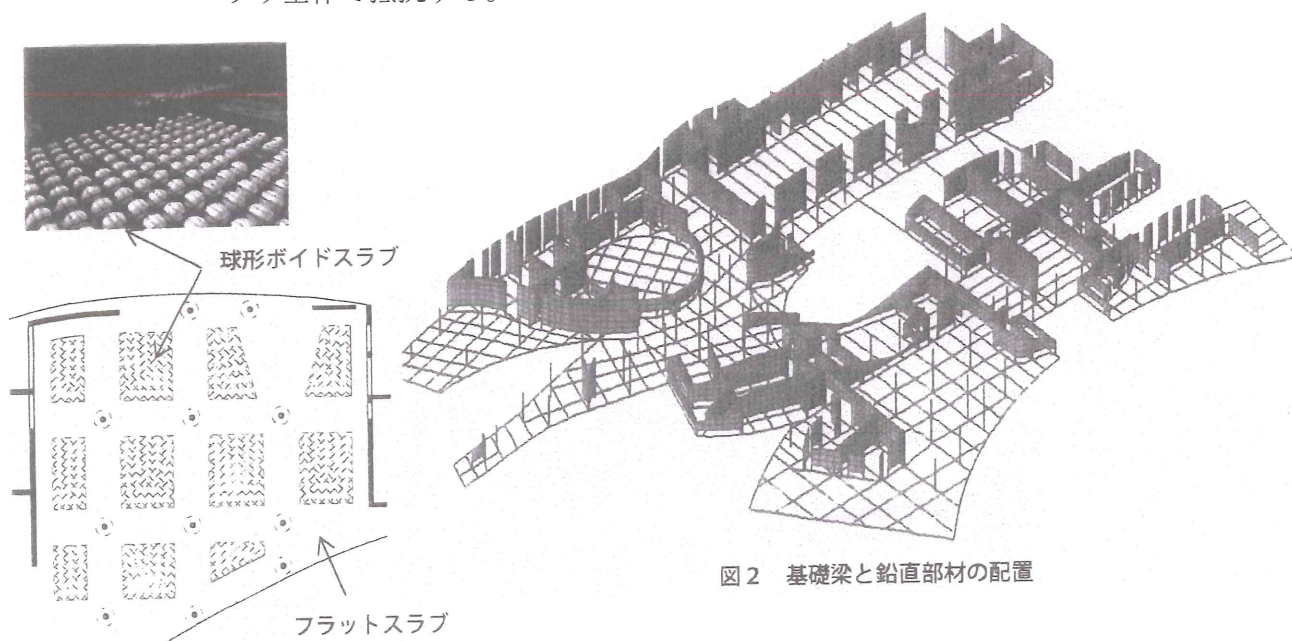 球形ボイドスラブ
図2 基礎梁と鉛直部材の配置
フラットスラブ